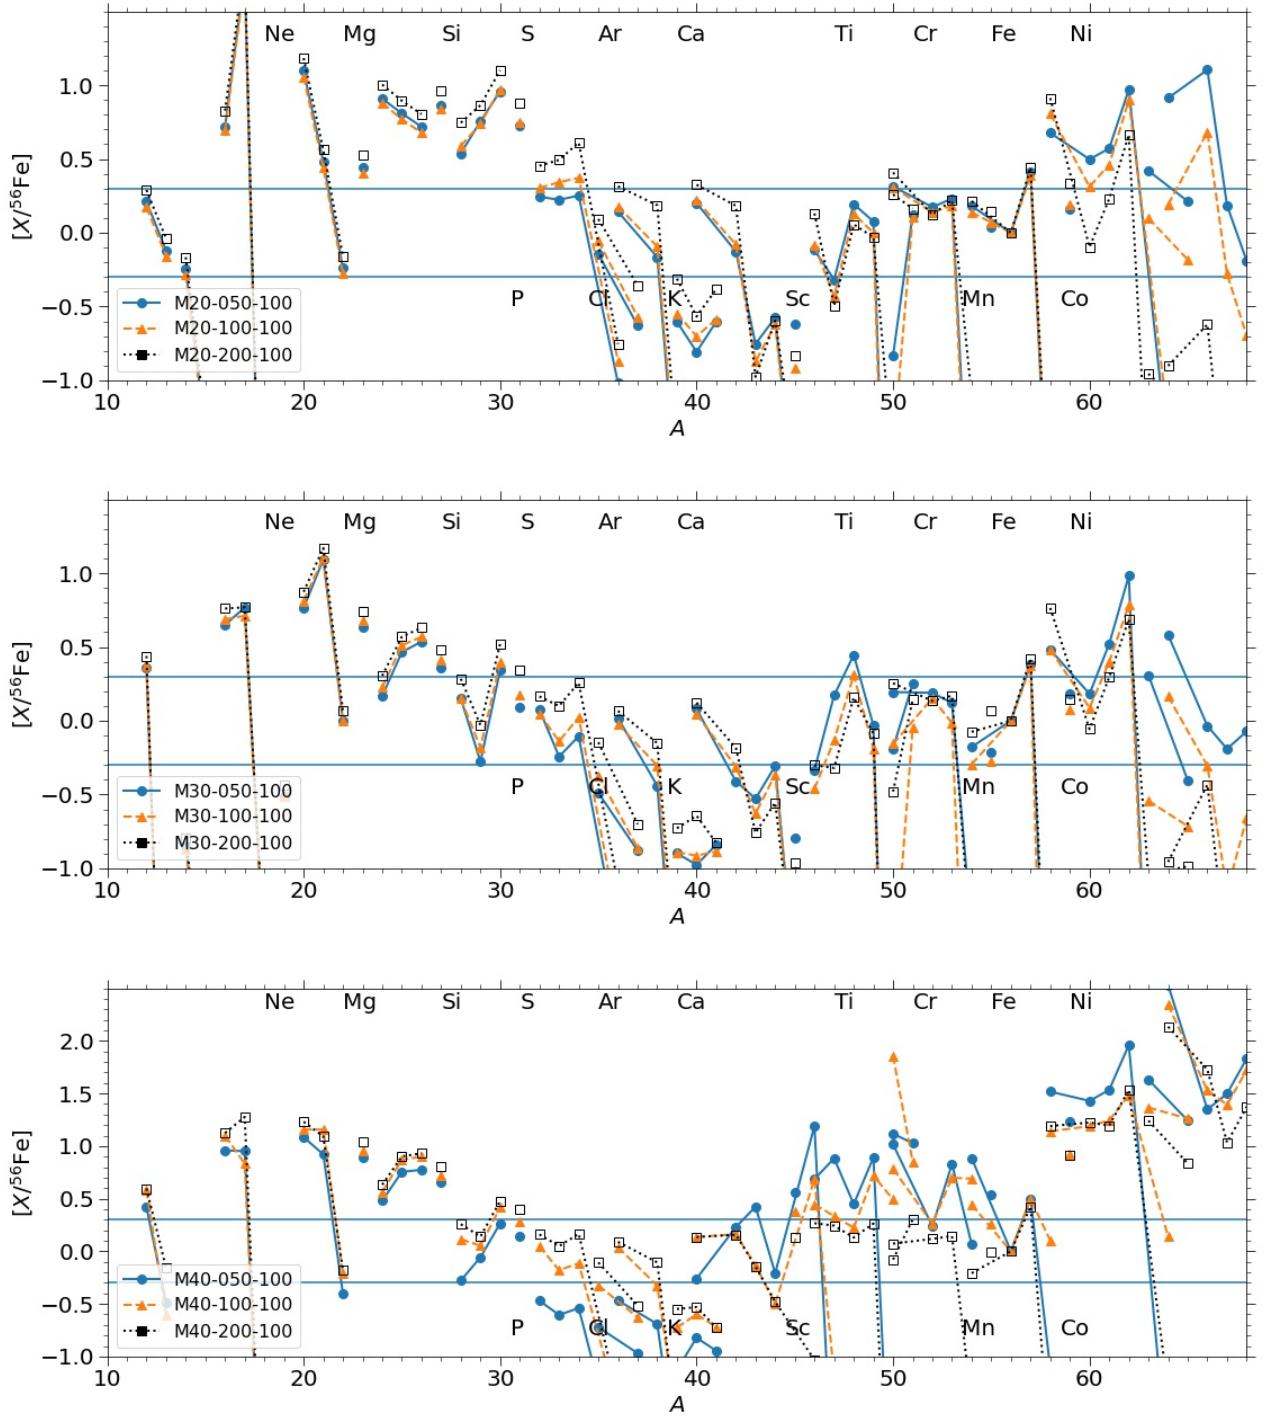 Ne Mg Si S Ar Ca Ti Cr Fe Ni
1.0
0.5
0.0
−0.5
−1.0
[X/⁵⁶Fe]
P Cl K Sc Mn Co
M20-050-100
M20-100-100
M20-200-100
10 20 30 40 50 60
A
Ne Mg Si S Ar Ca Ti Cr Fe Ni
1.0
0.5
0.0
−0.5
−1.0
[X/⁵⁶Fe]
P Cl K Sc Mn Co
M30-050-100
M30-100-100
M30-200-100
10 20 30 40 50 60
A
Ne Mg Si S Ar Ca Ti Cr Fe Ni
2.0
1.5
1.0
0.5
0.0
−0.5
−1.0
[X/⁵⁶Fe]
P Cl K Sc Mn Co
M40-050-100
M40-100-100
M40-200-100
10 20 30 40 50 60
A